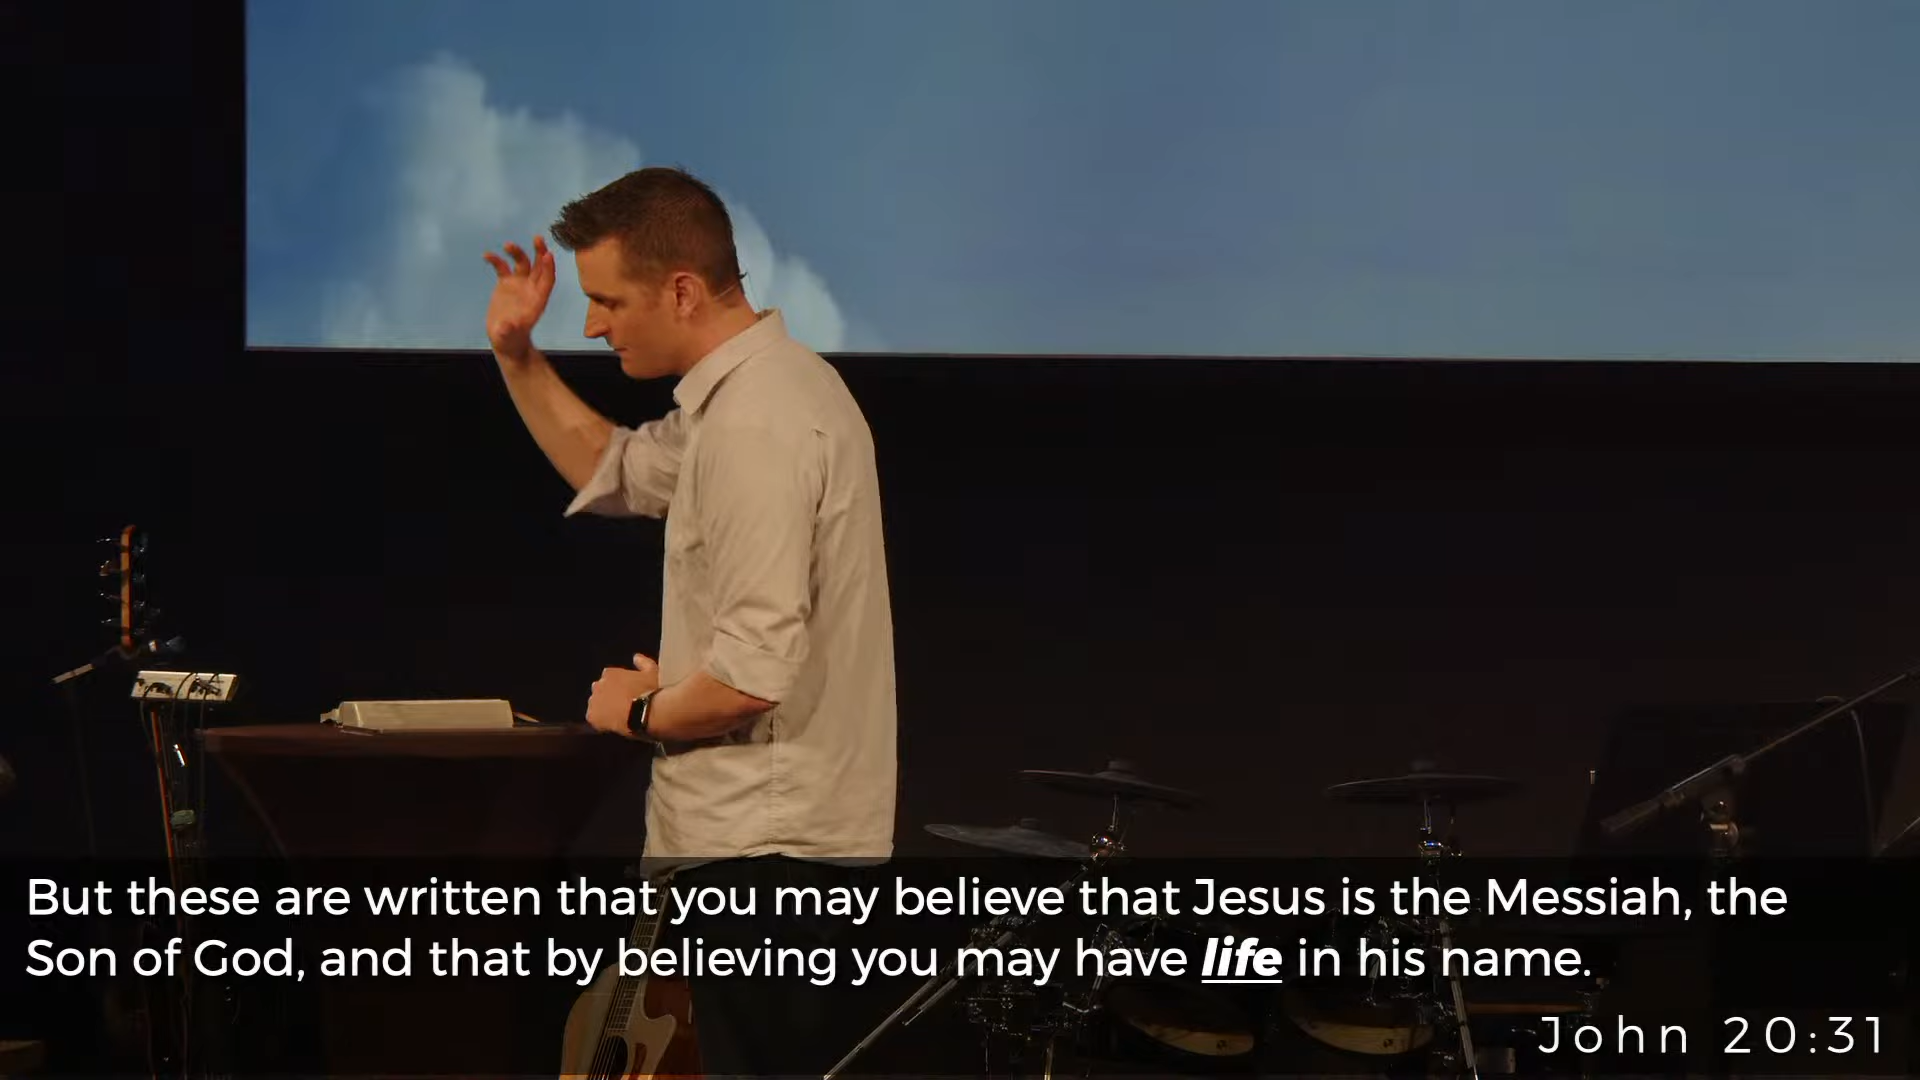 But these are written that you may believe that Jesus is the Messiah, the
Son of God, and that by believing you may have life in his name.
John 20:31